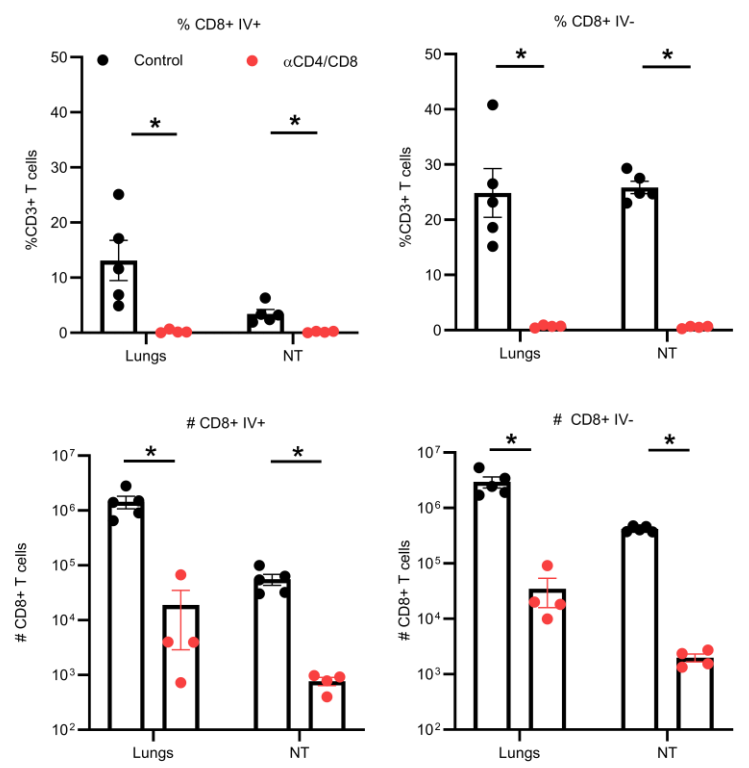 % CD8+ IV+
% CD8+ IV-
50
40
30
20
10
0
%CD3+ T cells
Control
αCD4/CD8
*
*
Lungs
NT
50
40
30
20
10
0
%CD3+ T cells
*
*
Lungs
NT
# CD8+ IV+
# CD8+ IV-
10⁷
10⁶
10⁵
10⁴
10³
10²
# CD8+ T cells
*
*
Lungs
NT
10⁷
10⁶
10⁵
10⁴
10³
10²
# CD8+ T cells
*
*
Lungs
NT